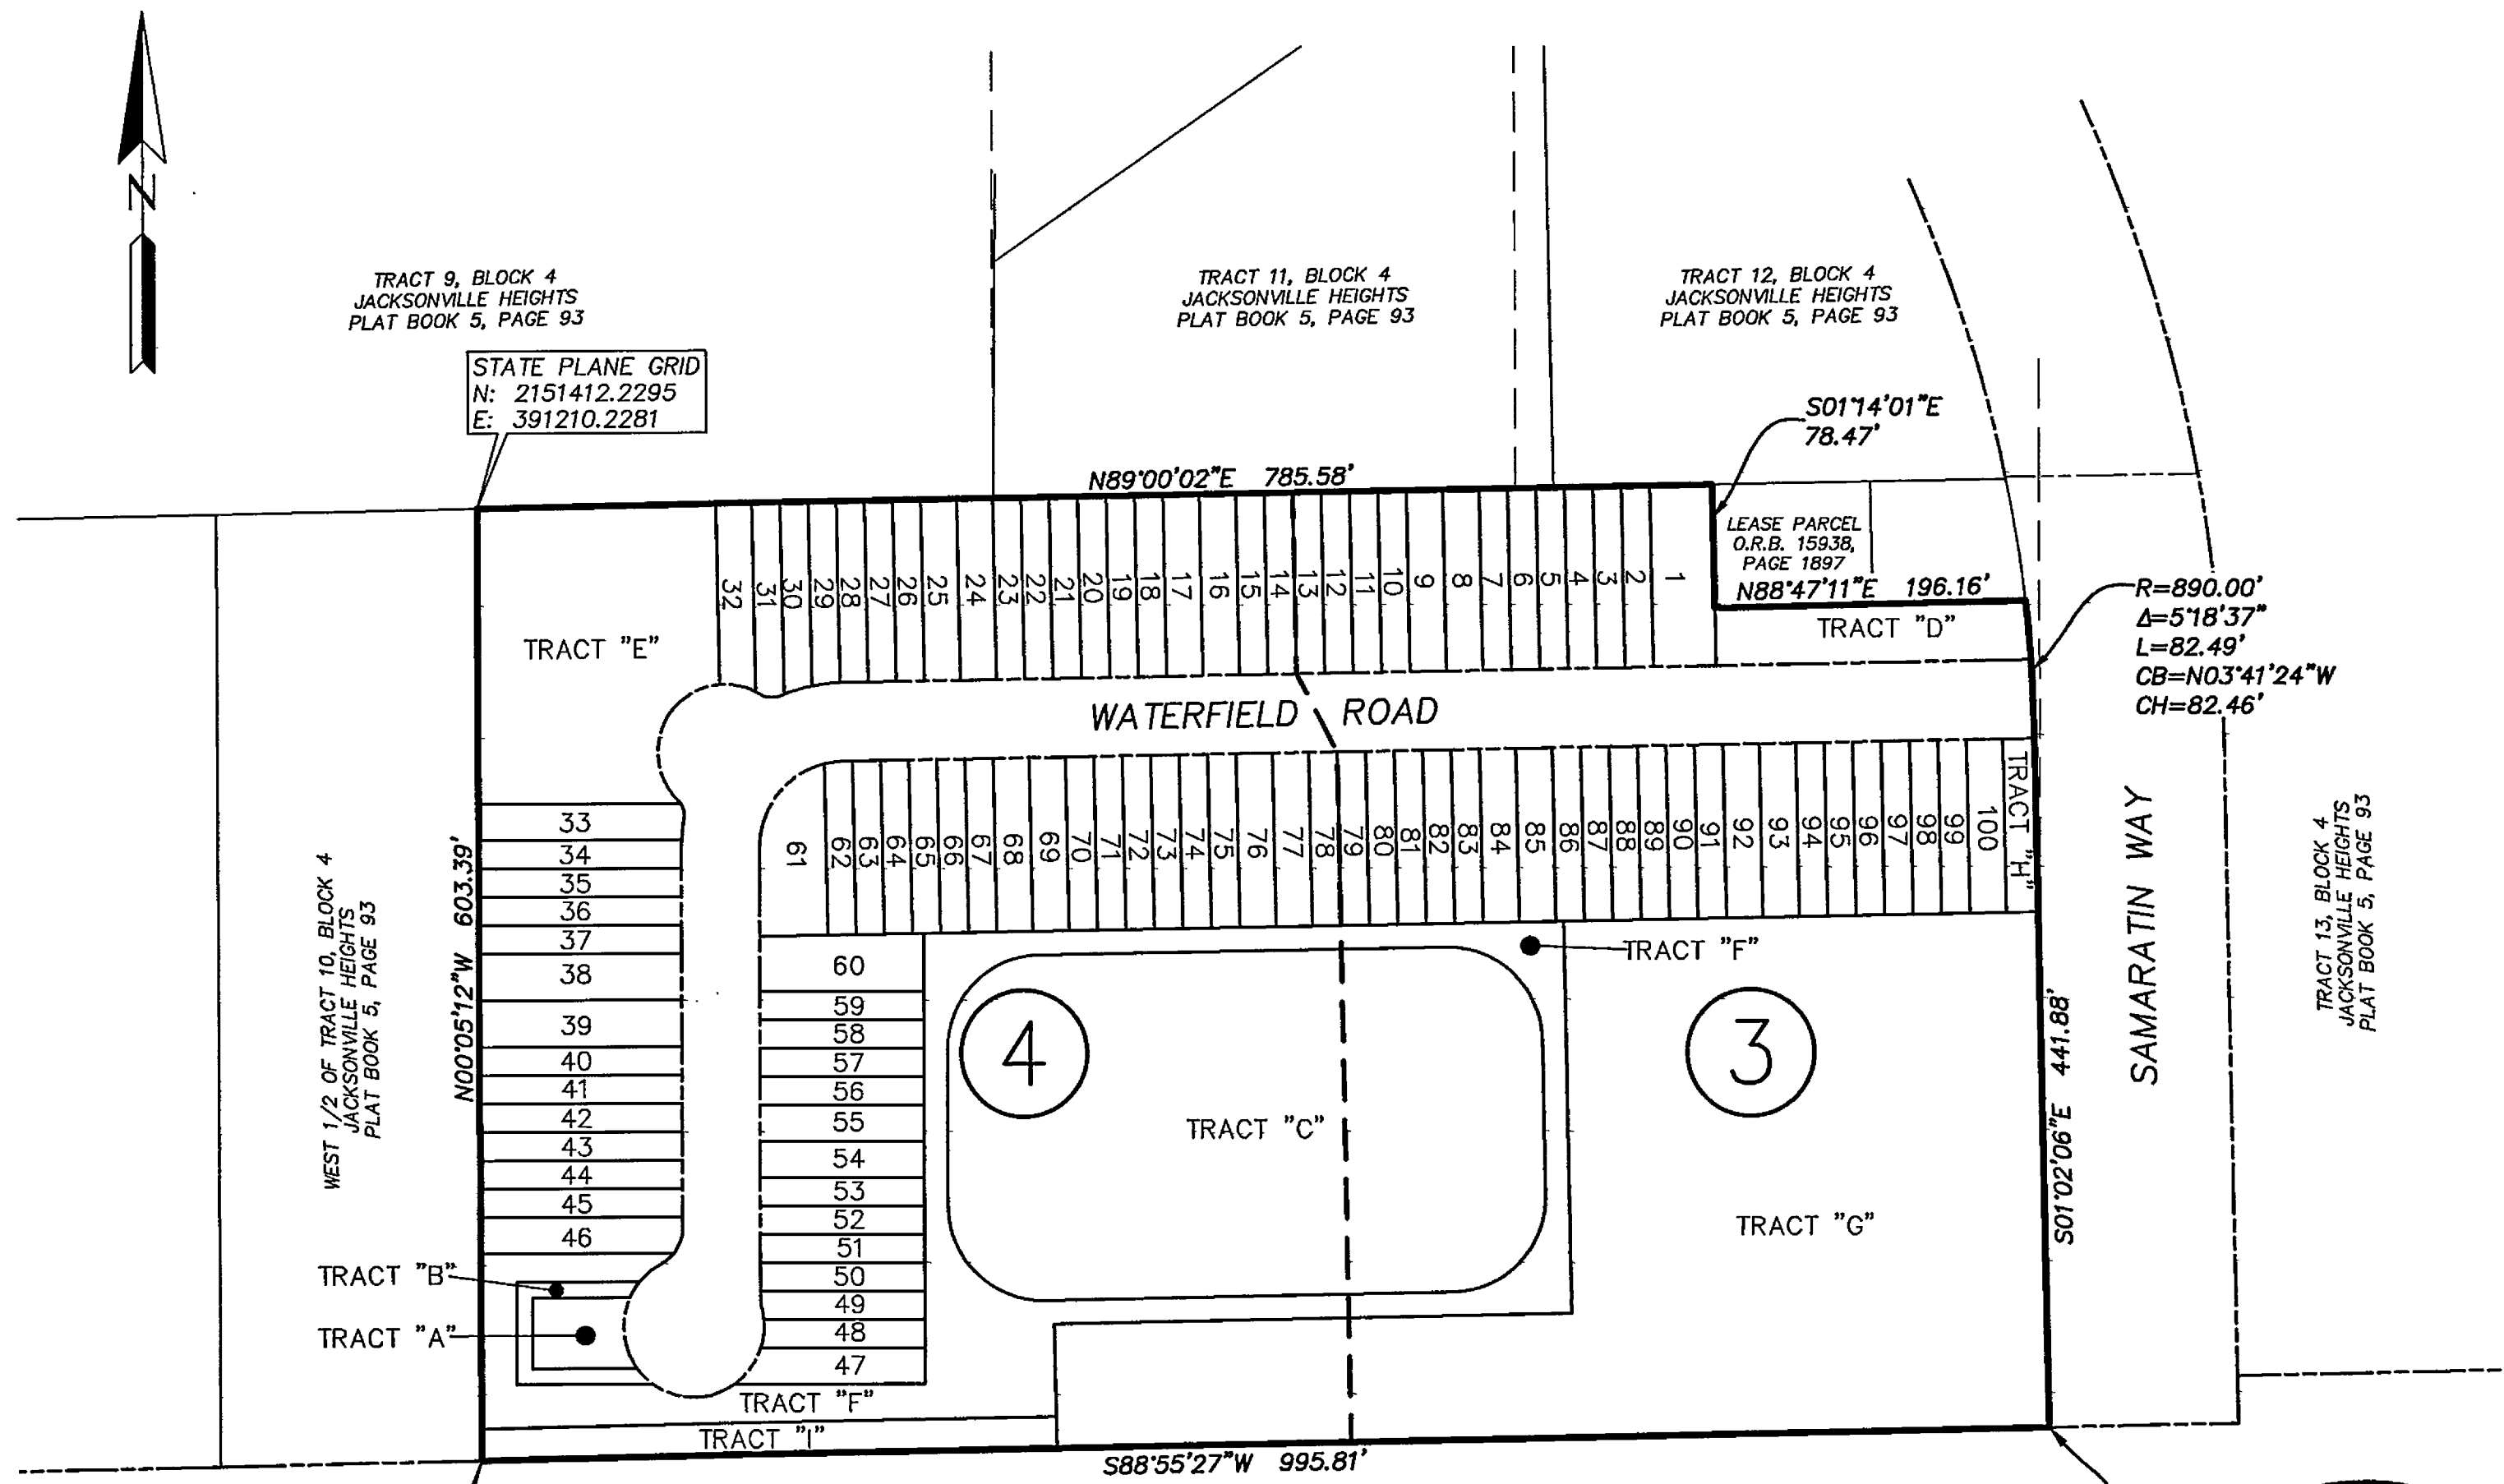 N
TRACT 9, BLOCK 4
JACKSONVILLE HEIGHTS
PLAT BOOK 5, PAGE 93
TRACT 11, BLOCK 4
JACKSONVILLE HEIGHTS
PLAT BOOK 5, PAGE 93
TRACT 12, BLOCK 4
JACKSONVILLE HEIGHTS
PLAT BOOK 5, PAGE 93
STATE PLANE GRID
N: 2151412.2295
E: 391210.2281
S01°14'01"E
78.47'
N89°00'02"E 785.58'
LEASE PARCEL
O.R.B. 15938,
PAGE 1897
N88°47'11"E 196.16'
TRACT "D"
R=890.00'
Δ=5°18'37"
L=82.49'
CB=N03°41'24"W
CH=82.46'
TRACT "E"
32
31
30
29
28
27
26
25
24
23
22
21
20
19
18
17
16
15
14
13
12
11
10
9
8
7
6
5
4
3
2
1
WATERFIELD ROAD
33
34
35
36
37
38
39
40
41
42
43
44
45
46
61
62
63
64
65
66
67
68
69
70
71
72
73
74
75
76
77
78
79
80
81
82
83
84
85
86
87
88
89
90
91
92
93
94
95
96
97
98
99
100
TRACT "H"
SAMARATIN WAY
TRACT 13, BLOCK 4
JACKSONVILLE HEIGHTS
PLAT BOOK 5, PAGE 93
WEST 1/2 OF TRACT 10, BLOCK 4
JACKSONVILLE HEIGHTS
PLAT BOOK 5, PAGE 93
N00°05'12"W 603.39'
60
59
58
57
56
55
54
53
52
51
50
49
48
47
TRACT "F"
4
3
TRACT "C"
TRACT "G"
S01°02'06"E 441.88'
TRACT "B"
TRACT "A"
TRACT "F"
TRACT "I"
S88°55'27"W 995.81'